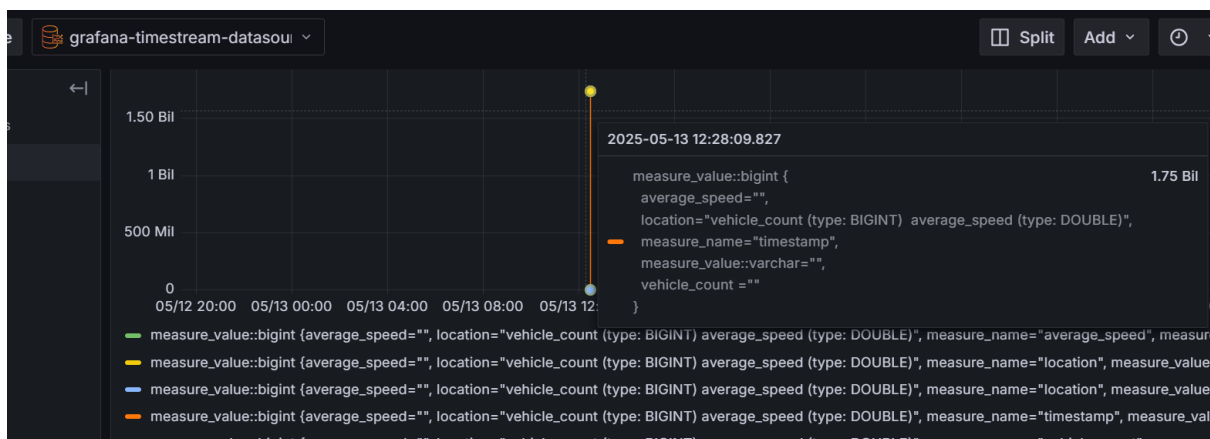 grafana-timestream-datasour
Split
Add
1.50 Bil
2025-05-13 12:28:09.827
1 Bil
measure_value::bigint {
1.75 Bil
average_speed="",
location="vehicle_count (type: BIGINT) average_speed (type: DOUBLE)",
500 Mil
measure_name="timestamp",
measure_value::varchar="",
vehicle_count =""
0
}
05/12 20:00 05/13 00:00 05/13 04:00 05/13 08:00 05/13 12:
measure_value::bigint {average_speed="", location="vehicle_count (type: BIGINT) average_speed (type: DOUBLE)", measure_name="average_speed", measur
measure_value::bigint {average_speed="", location="vehicle_count (type: BIGINT) average_speed (type: DOUBLE)", measure_name="location", measure_value
measure_value::bigint {average_speed="", location="vehicle_count (type: BIGINT) average_speed (type: DOUBLE)", measure_name="location", measure_value
measure_value::bigint {average_speed="", location="vehicle_count (type: BIGINT) average_speed (type: DOUBLE)", measure_name="timestamp", measure_val